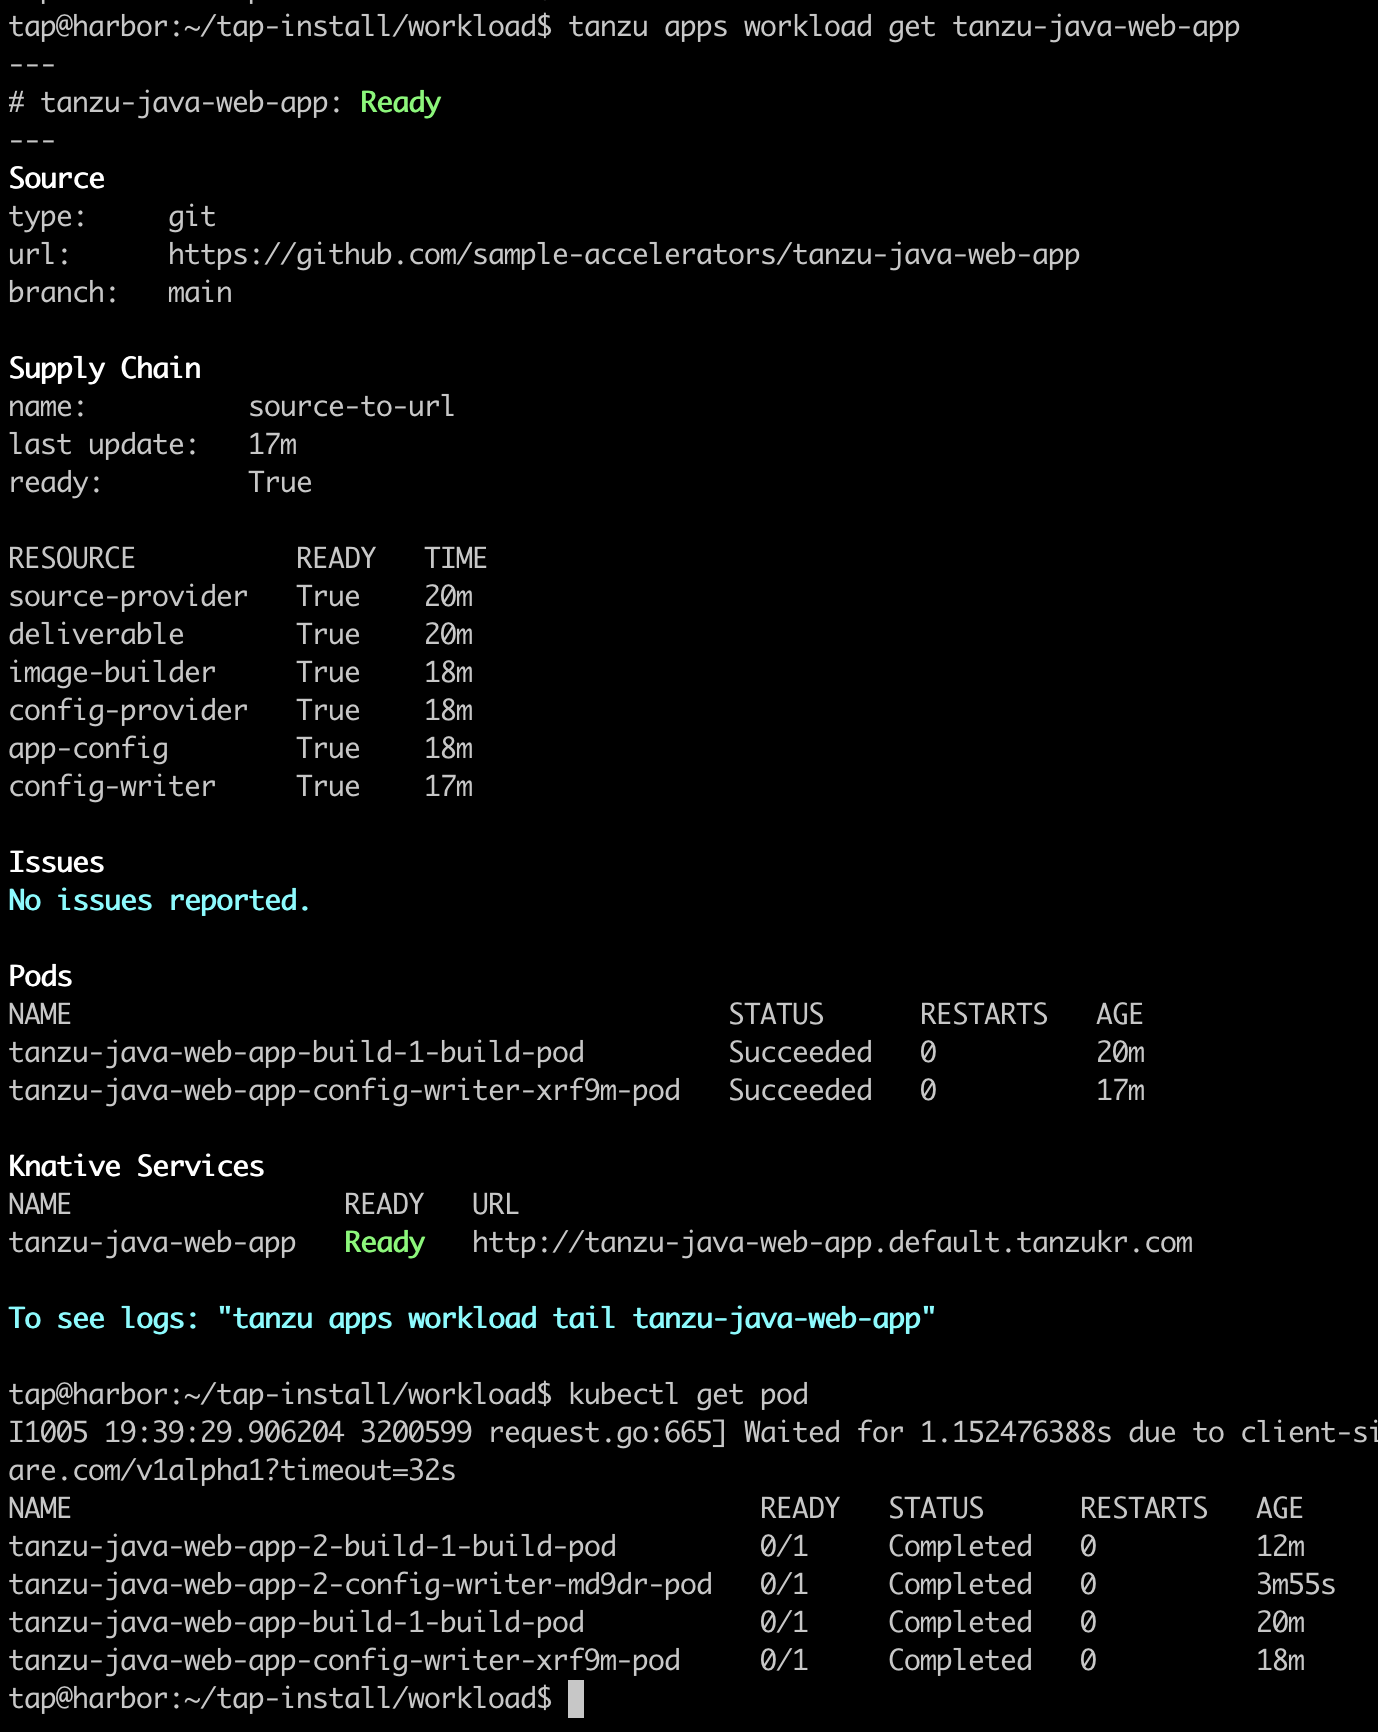 tap@harbor:~/tap-install/workload$ tanzu apps workload get tanzu-java-web-app
---
# tanzu-java-web-app: Ready
---
Source
type:     git
url:      https://github.com/sample-accelerators/tanzu-java-web-app
branch:   main
Supply Chain
name:          source-to-url
last update:   17m
ready:         True
RESOURCE          READY   TIME
source-provider   True    20m
deliverable       True    20m
image-builder     True    18m
config-provider   True    18m
app-config        True    18m
config-writer     True    17m
Issues
No issues reported.
Pods
NAME                                         STATUS      RESTARTS   AGE
tanzu-java-web-app-build-1-build-pod         Succeeded   0          20m
tanzu-java-web-app-config-writer-xrf9m-pod   Succeeded   0          17m
Knative Services
NAME                 READY   URL
tanzu-java-web-app   Ready   http://tanzu-java-web-app.default.tanzukr.com
To see logs: "tanzu apps workload tail tanzu-java-web-app"
tap@harbor:~/tap-install/workload$ kubectl get pod
I1005 19:39:29.906204 3200599 request.go:665] Waited for 1.152476388s due to client-si
are.com/v1alpha1?timeout=32s
NAME                                           READY   STATUS      RESTARTS   AGE
tanzu-java-web-app-2-build-1-build-pod         0/1     Completed   0          12m
tanzu-java-web-app-2-config-writer-md9dr-pod   0/1     Completed   0          3m55s
tanzu-java-web-app-build-1-build-pod           0/1     Completed   0          20m
tanzu-java-web-app-config-writer-xrf9m-pod     0/1     Completed   0          18m
tap@harbor:~/tap-install/workload$